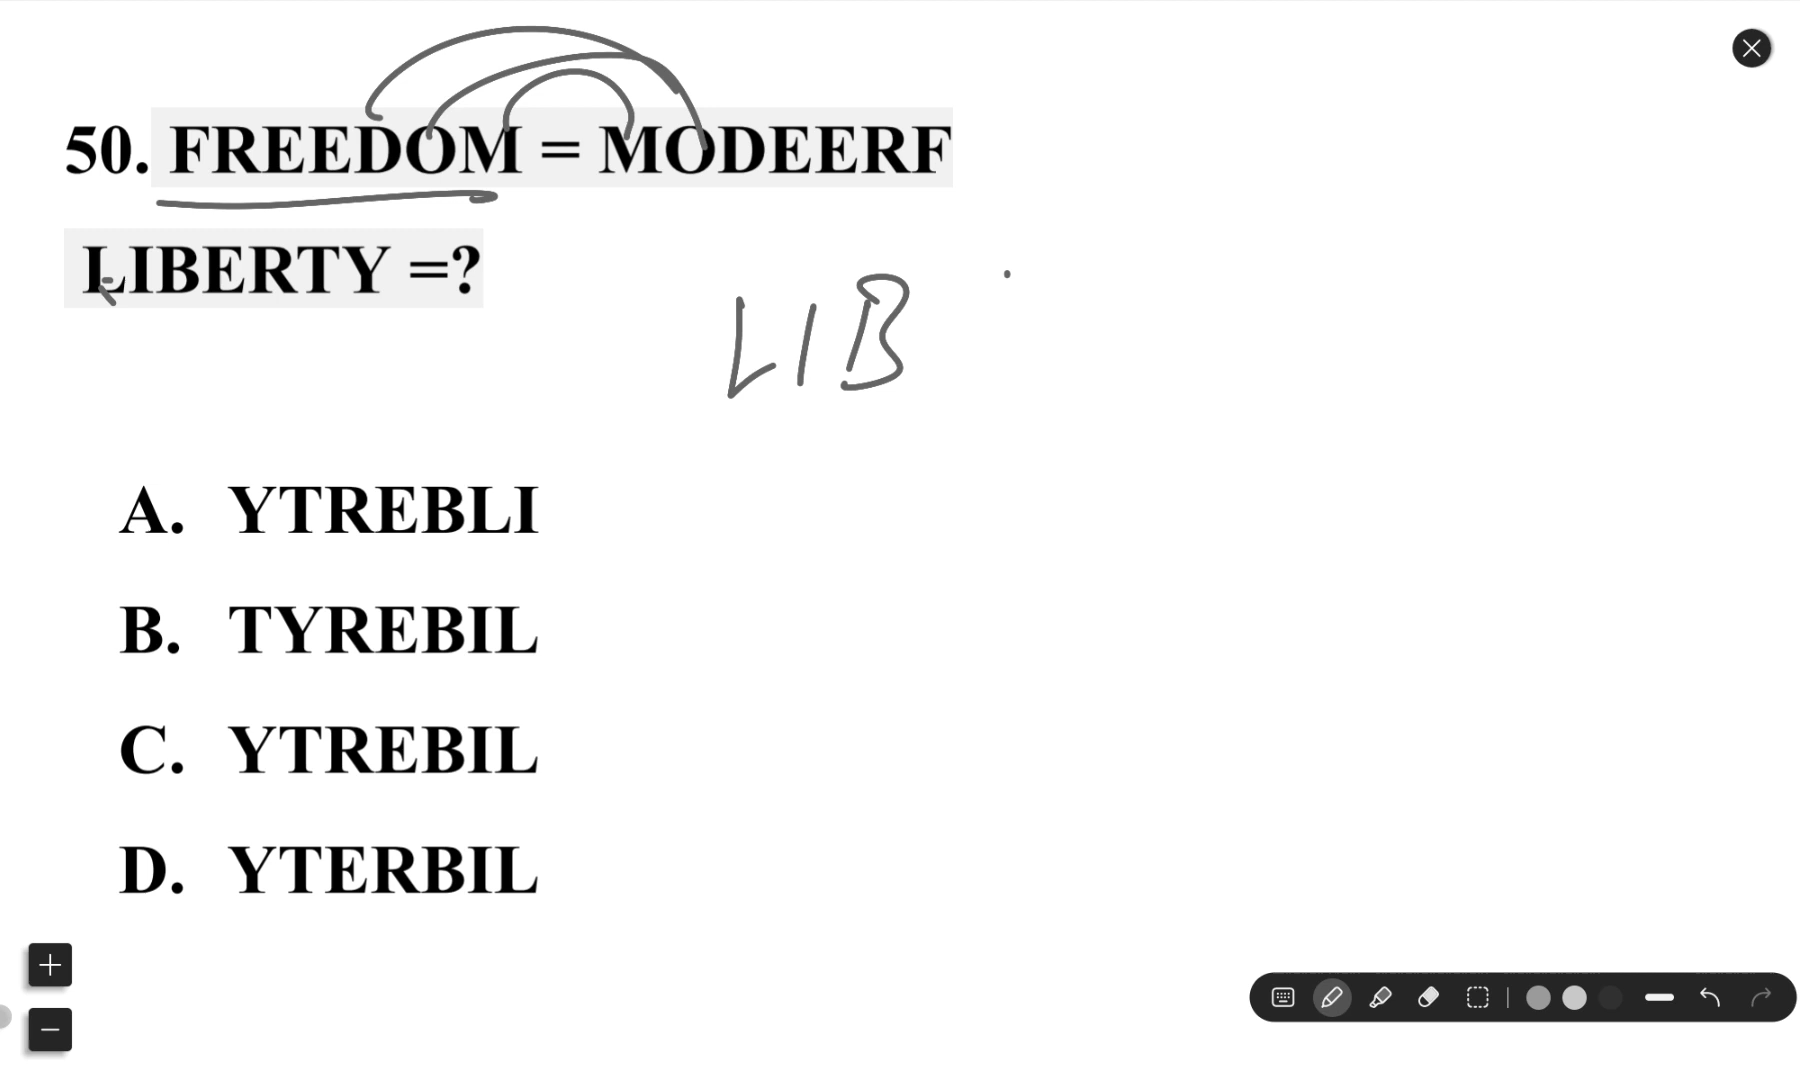 50. FREEDOM = MODEERF
LIBERTY =?
LIB
A. YTREBLI
B. TYREBIL
C. YTREBIL
D. YTERBIL